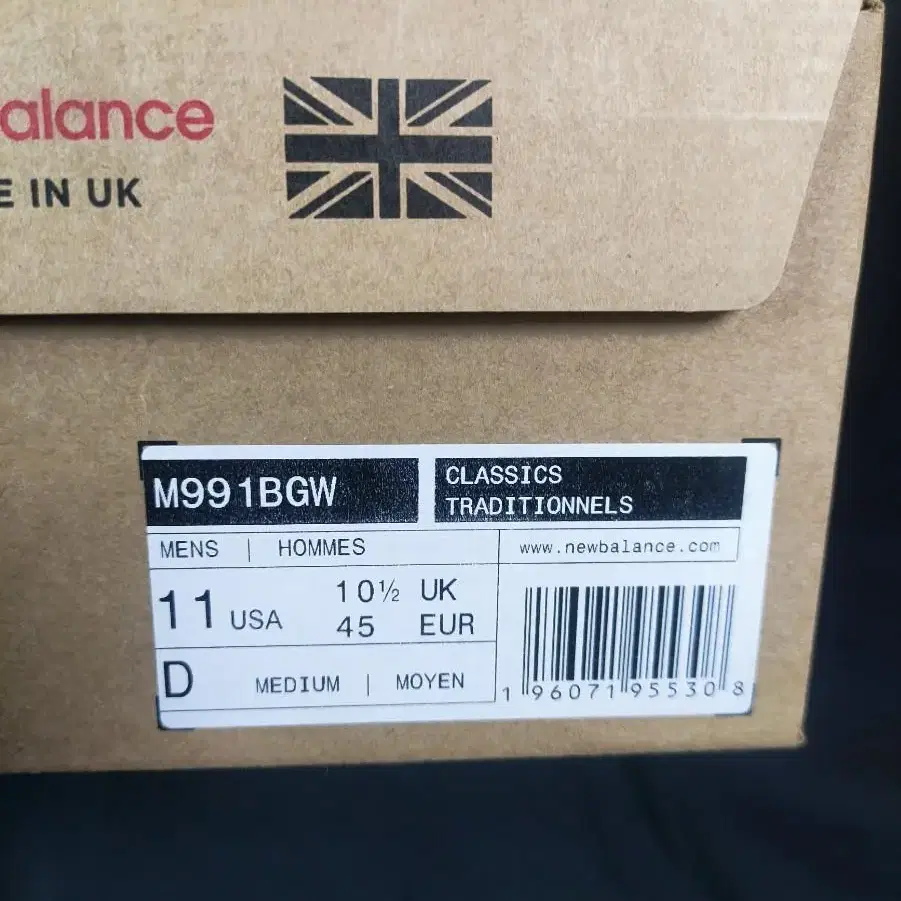 alance
E IN UK
M991BGW
CLASSICS
TRADITIONNELS
MENS | HOMMES
www.newbalance.com
11 USA
10½ UK
45 EUR
D MEDIUM | MOYEN
1 96071 95530 8